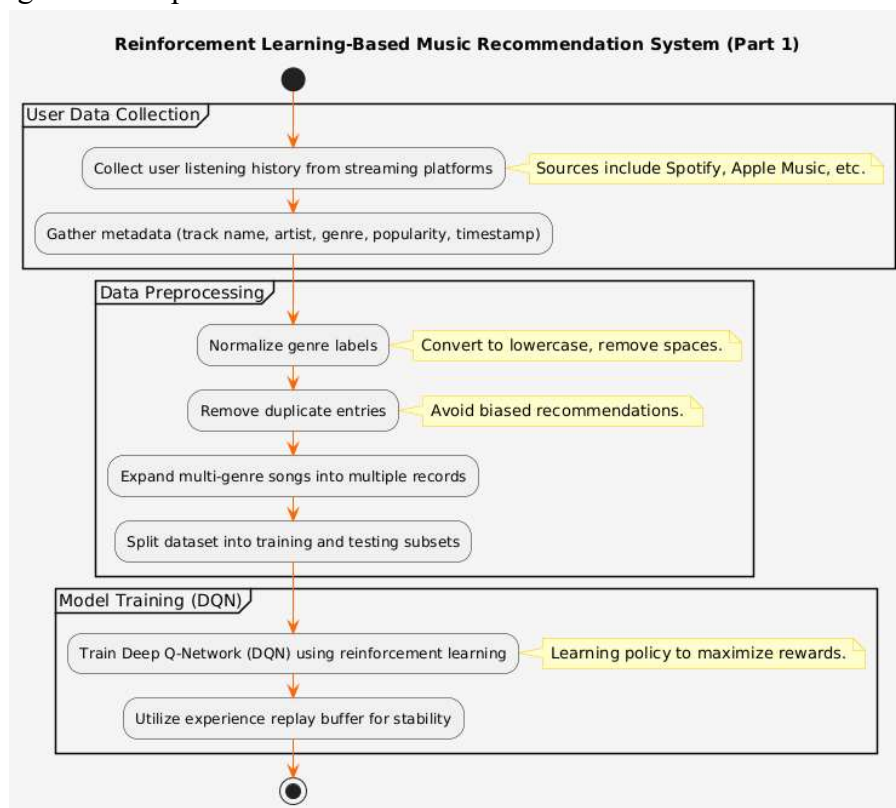 Reinforcement Learning-Based Music Recommendation System (Part 1)
User Data Collection
Collect user listening history from streaming platforms
Sources include Spotify, Apple Music, etc.
Gather metadata (track name, artist, genre, popularity, timestamp)
Data Preprocessing
Normalize genre labels
Convert to lowercase, remove spaces.
Remove duplicate entries
Avoid biased recommendations.
Expand multi-genre songs into multiple records
Split dataset into training and testing subsets
Model Training (DQN)
Train Deep Q-Network (DQN) using reinforcement learning
Learning policy to maximize rewards.
Utilize experience replay buffer for stability